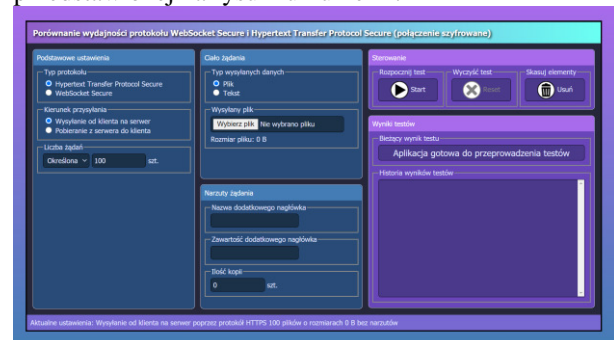 Porównanie wydajności protokołu WebSocket Secure i Hypertext Transfer Protocol Secure (połączenie szyfrowane)
Podstawowe ustawienia
Typ protokołu
Hypertext Transfer Protocol Secure
WebSocket Secure
Kierunek przysyłania
Wysyłanie od klienta na serwer
Pobieranie z serwera do klienta
Liczba żądań
Określona 100 szt.
Ciało żądania
Typ wysyłanych danych
Plik
Tekst
Wysyłany plik
Wybierz plik Nie wybrano pliku
Rozmiar pliku: 0 B
Narzuty żądania
Nazwa dodatkowego nagłówka
Zawartość dodatkowego nagłówka
Ilość kopii
0 szt.
Sterowanie
Rozpocznij test
Start
Wyczyść test
Reset
Skasuj elementy
Usuń
Wyniki testów
Bieżący wynik testu
Aplikacja gotowa do przeprowadzenia testów
Historia wyników testów
Aktualne ustawienia: Wysyłanie od klienta na serwer poprzez protokół HTTPS 100 plików o rozmiarach 0 B bez narzutów